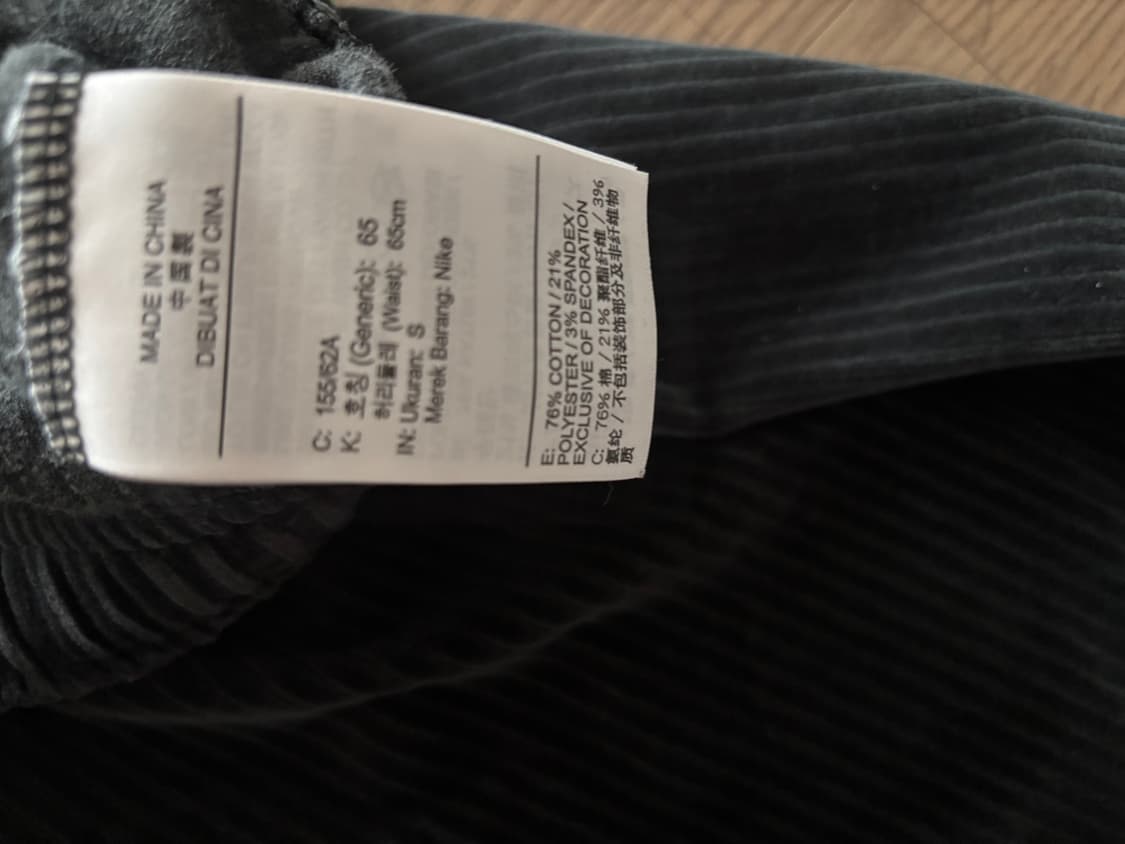 MADE IN CHINA
中国製
DIBUAT DI CINA
C: 155/62A
K: 호칭 (Generic): 65
허리둘레 (Waist): 65cm
IN: Ukuran: S
Merek Barang: Nike
E: 76% COTTON / 21%
POLYESTER / 3% SPANDEX /
EXCLUSIVE OF DECORATION
C: 76% 棉 / 21% 聚酯纤维 / 3%
氨纶 / 不包括装饰部分及非纤维物
质